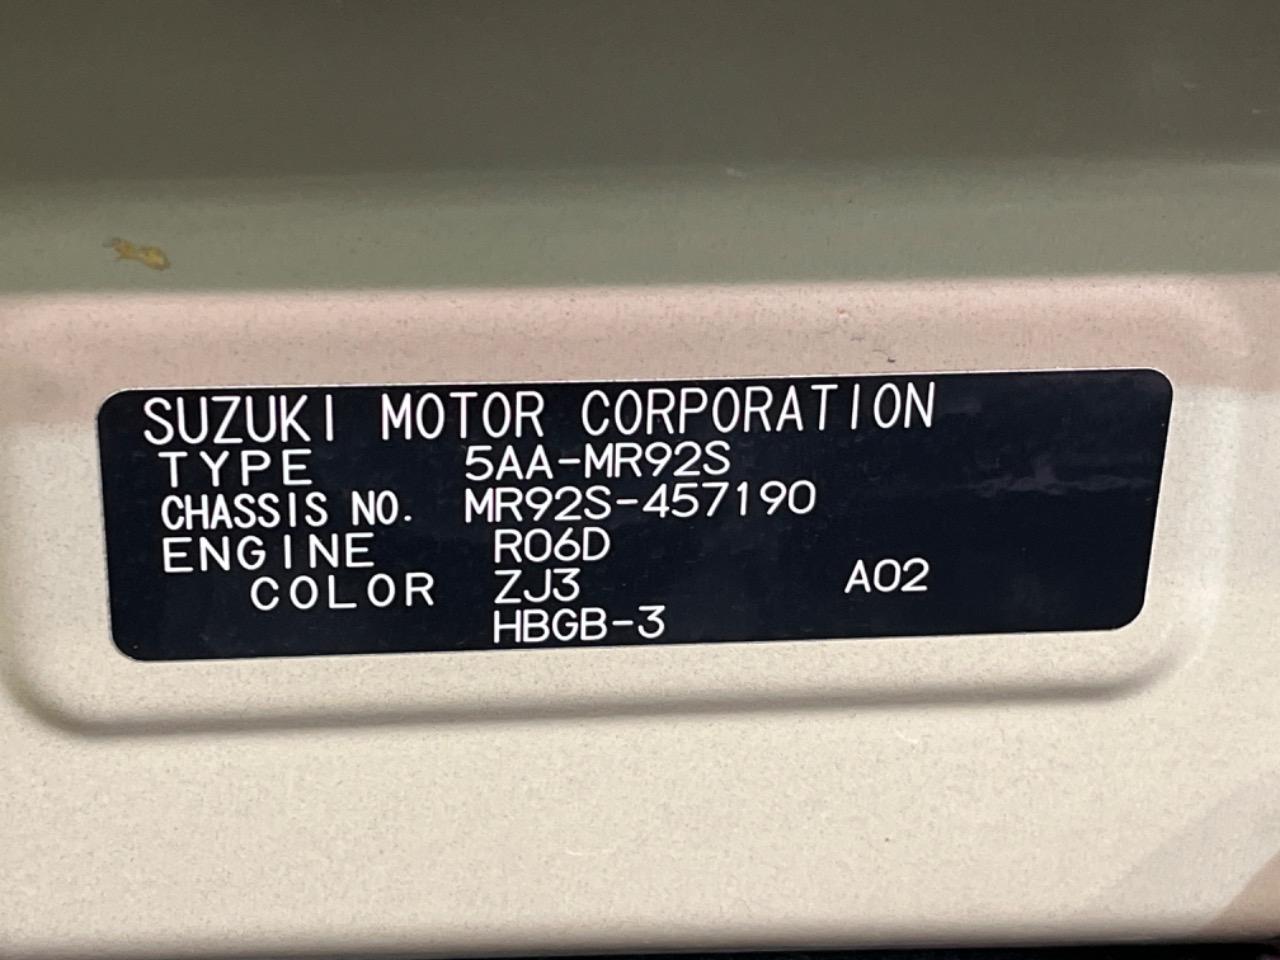 SUZUKI MOTOR CORPORATION
TYPE 5AA-MR92S
CHASSIS NO. MR92S-457190
ENGINE R06D
COLOR ZJ3 A02
HBGB-3